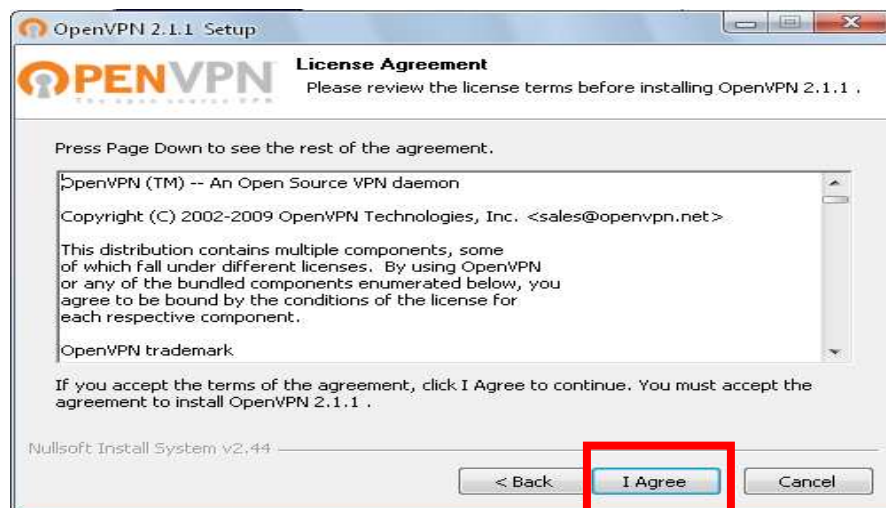 OpenVPN 2.1.1 Setup
OPENVPN
The open source VPN
License Agreement
Please review the license terms before installing OpenVPN 2.1.1 .
Press Page Down to see the rest of the agreement.
OpenVPN (TM) -- An Open Source VPN daemon
Copyright (C) 2002-2009 OpenVPN Technologies, Inc. <sales@openvpn.net>
This distribution contains multiple components, some
of which fall under different licenses. By using OpenVPN
or any of the bundled components enumerated below, you
agree to be bound by the conditions of the license for
each respective component.
OpenVPN trademark
If you accept the terms of the agreement, click I Agree to continue. You must accept the
agreement to install OpenVPN 2.1.1 .
Nullsoft Install System v2.44
< Back
I Agree
Cancel